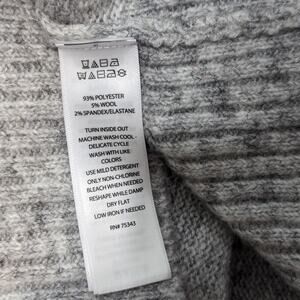 93% POLYESTER
5% WOOL
2% SPANDEX/ELASTANE
TURN INSIDE OUT
MACHINE WASH COOL -
DELICATE CYCLE
WASH WITH LIKE
COLORS
USE MILD DETERGENT
ONLY NON-CHLORINE
BLEACH WHEN NEEDED
RESHAPE WHILE DAMP
DRY FLAT
LOW IRON IF NEEDED
RN# 75343